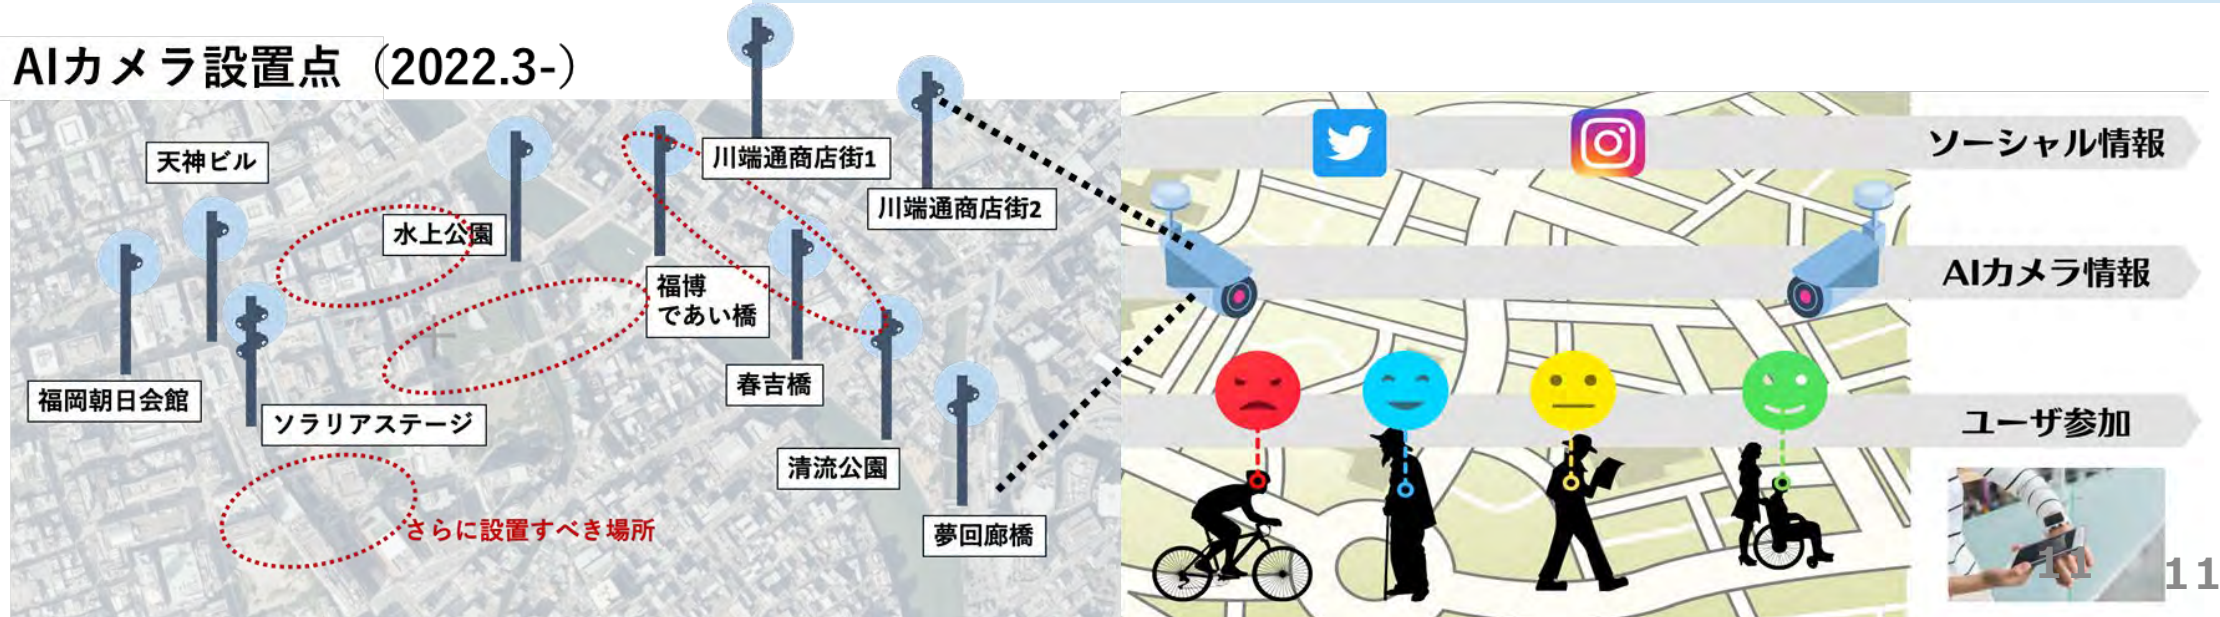 AIカメラ設置点（2022.3-）
天神ビル
水上公園
川端通商店街1
川端通商店街2
福博
であい橋
福岡朝日会館
ソラリアステージ
春吉橋
清流公園
夢回廊橋
さらに設置すべき場所
ソーシャル情報
AIカメラ情報
ユーザ参加
11
11